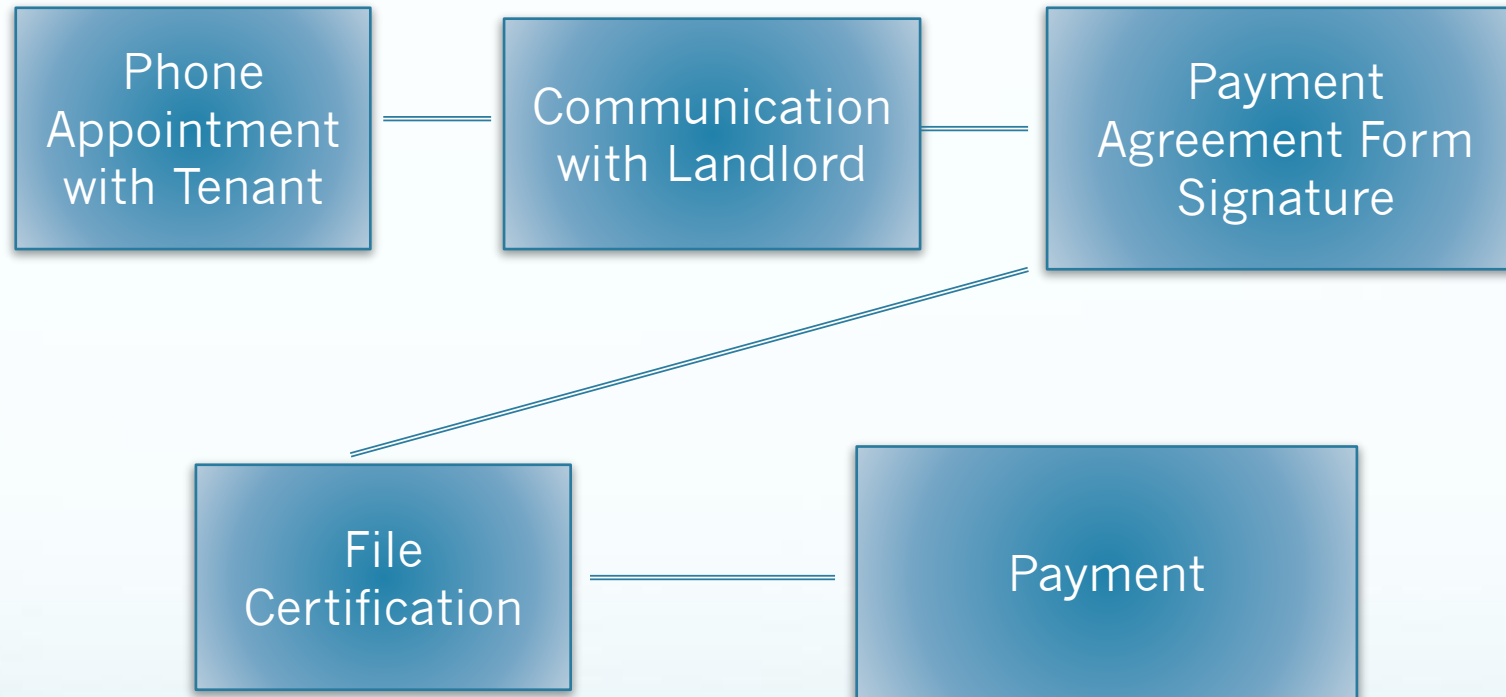 Phone
Appointment
with Tenant
Communication
with Landlord
Payment
Agreement Form
Signature
File
Certification
Payment